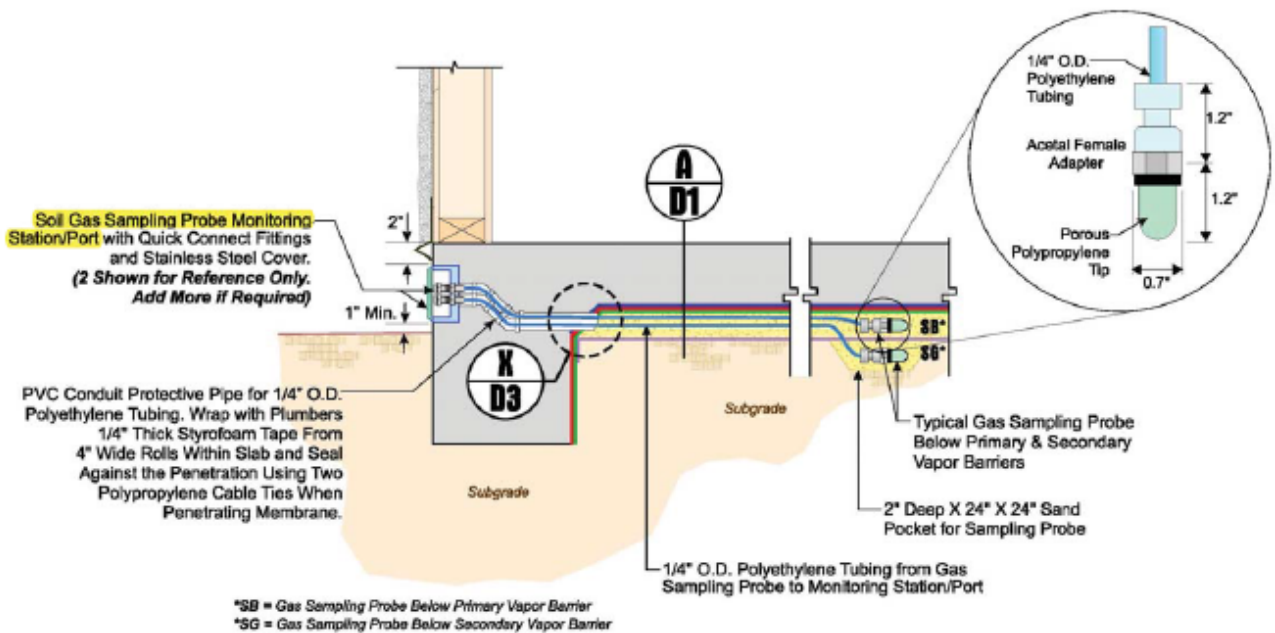 1/4" O.D.
Polyethylene
Tubing
1.2"
Acetal Female
Adapter
1.2"
Porous
Polypropylene
Tip
0.7"
A
D1
Soil Gas Sampling Probe Monitoring
Station/Port with Quick Connect Fittings
and Stainless Steel Cover.
(2 Shown for Reference Only.
Add More if Required)
2"
1" Min.
SB*
SG*
X
D3
PVC Conduit Protective Pipe for 1/4" O.D.
Polyethylene Tubing. Wrap with Plumbers
1/4" Thick Styrofoam Tape From
4" Wide Rolls Within Slab and Seal
Against the Penetration Using Two
Polypropylene Cable Ties When
Penetrating Membrane.
Subgrade
Subgrade
Typical Gas Sampling Probe
Below Primary & Secondary
Vapor Barriers
2" Deep X 24" X 24" Sand
Pocket for Sampling Probe
1/4" O.D. Polyethylene Tubing from Gas
Sampling Probe to Monitoring Station/Port
*SB = Gas Sampling Probe Below Primary Vapor Barrier
*SG = Gas Sampling Probe Below Secondary Vapor Barrier